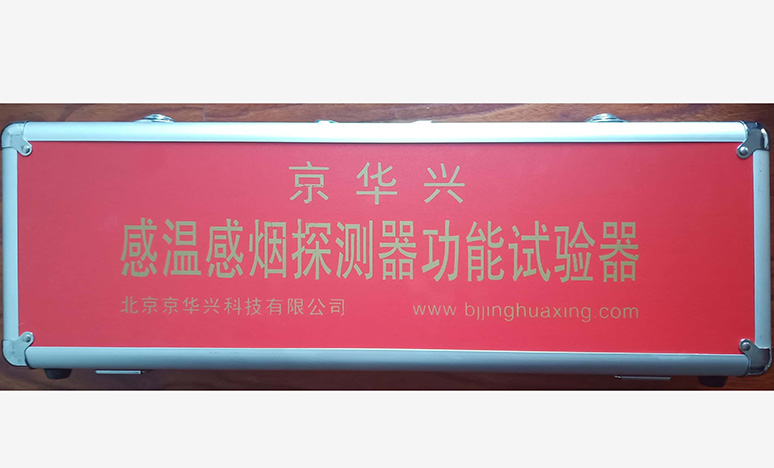 京华兴
感温感烟探测器功能试验器
北京京华兴科技有限公司 www.bjjinghuaxing.com